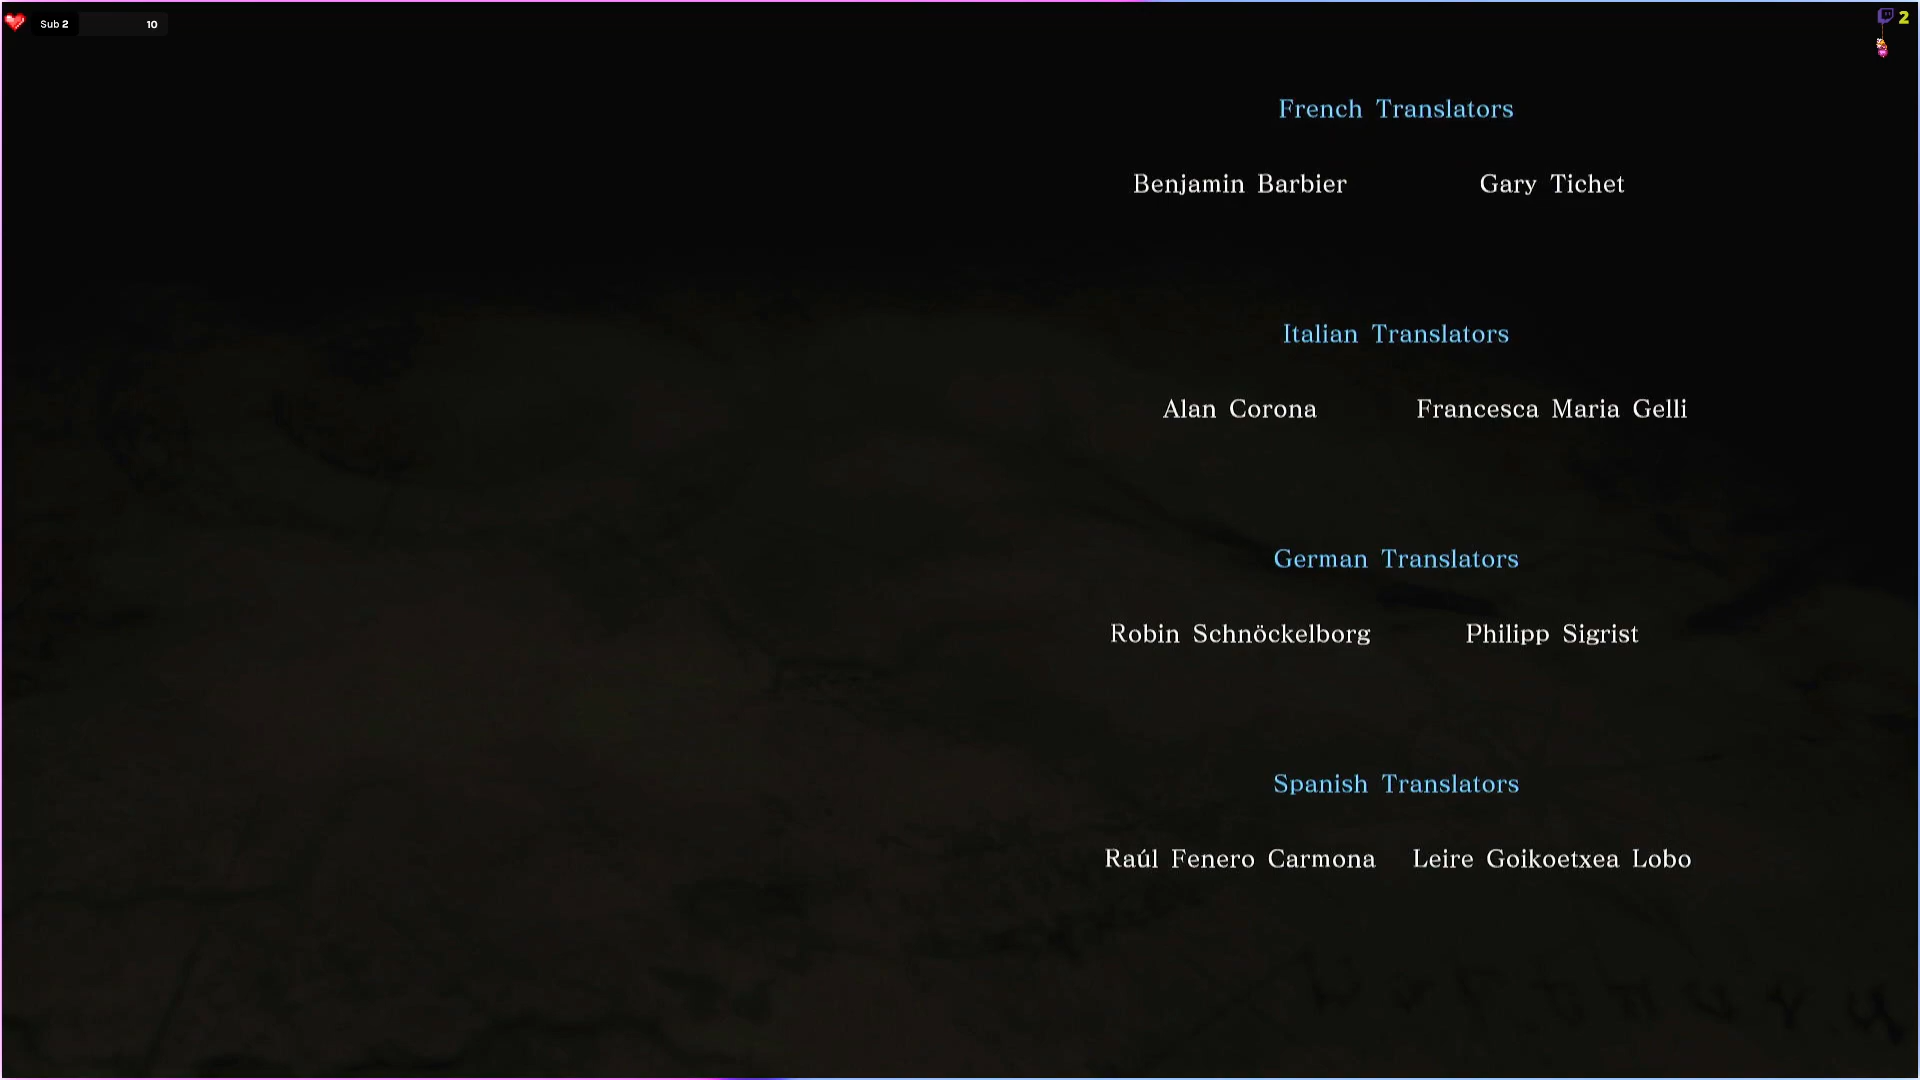 Sub 2 10
2
French Translators
Benjamin Barbier Gary Tichet
Italian Translators
Alan Corona Francesca Maria Gelli
German Translators
Robin Schnöckelborg Philipp Sigrist
Spanish Translators
Raúl Fenero Carmona Leire Goikoetxea Lobo